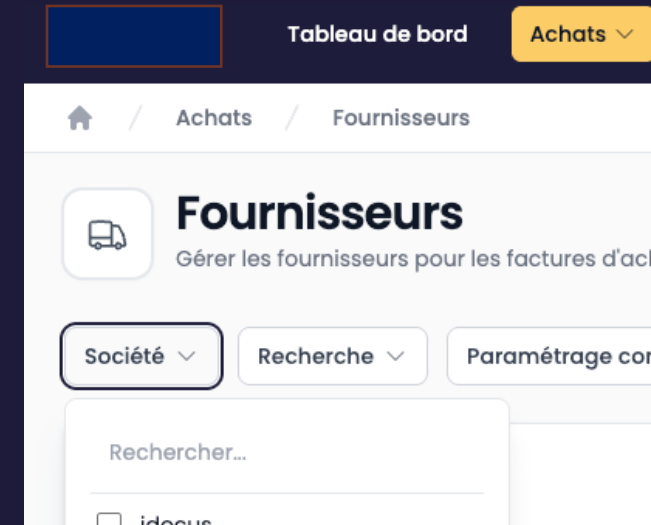 Tableau de bord
Achats
Achats / Fournisseurs
Fournisseurs
Gérer les fournisseurs pour les factures d'ac
Société
Recherche
Paramétrage co
Rechercher...
idocus